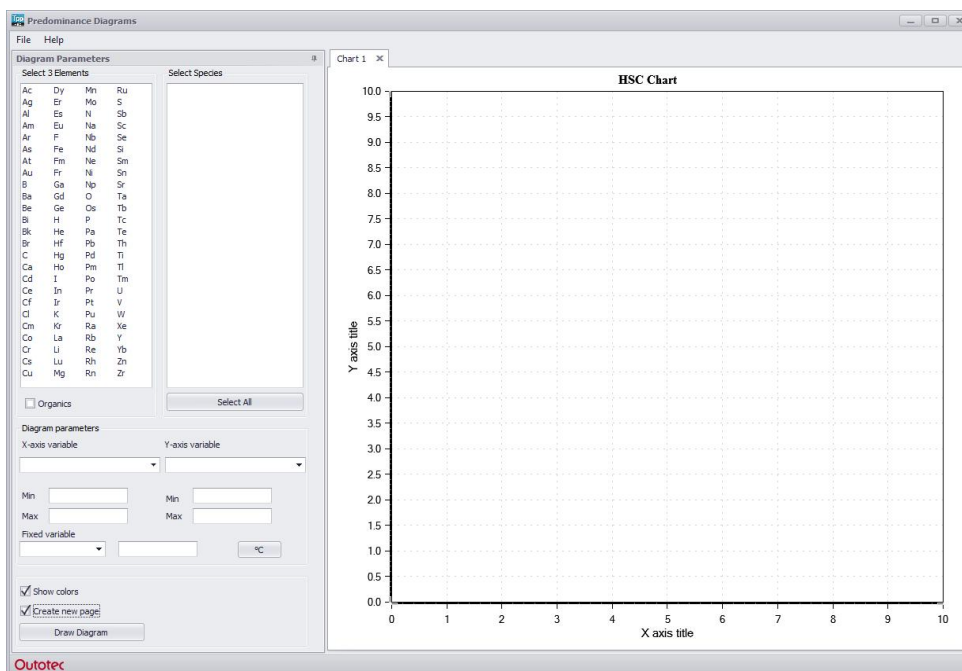 Predominance Diagrams
File Help
Diagram Parameters
Select 3 Elements Select Species
Ac Dy Mn Ru
Ag Er Mo S
Al Es N Sb
Am Eu Na Sc
Ar F Nb Se
As Fe Nd Si
At Fm Ne Sm
Au Fr Ni Sn
B Ga Np Sr
Ba Gd O Ta
Be Ge Os Tb
Bi H P Tc
Bk He Pa Te
Br Hf Pb Th
C Hg Pd Ti
Ca Ho Pm Tl
Cd I Po Tm
Ce In Pr U
Cf Ir Pt V
Cl K Pu W
Cm Kr Ra Xe
Co La Rb Y
Cr Li Re Yb
Cs Lu Rh Zn
Cu Mg Rn Zr
Organics
Select All
Diagram parameters
X-axis variable Y-axis variable
Min Min
Max Max
Fixed variable
°C
Show colors
Create new page
Draw Diagram
Outotec
Chart 1
HSC Chart
10.0
9.5
9.0
8.5
8.0
7.5
7.0
6.5
6.0
5.5
5.0
4.5
4.0
3.5
3.0
2.5
2.0
1.5
1.0
0.5
0.0
Y axis title
0 1 2 3 4 5 6 7 8 9 10
X axis title